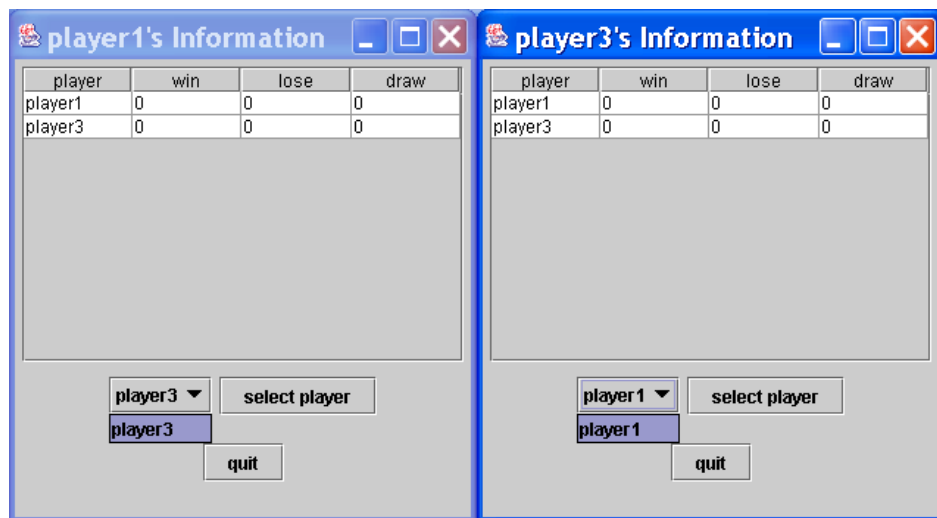 player1's Information
player win lose draw
player1 0 0 0
player3 0 0 0
player3 select player
player3
quit
player3's Information
player win lose draw
player1 0 0 0
player3 0 0 0
player1 select player
player1
quit